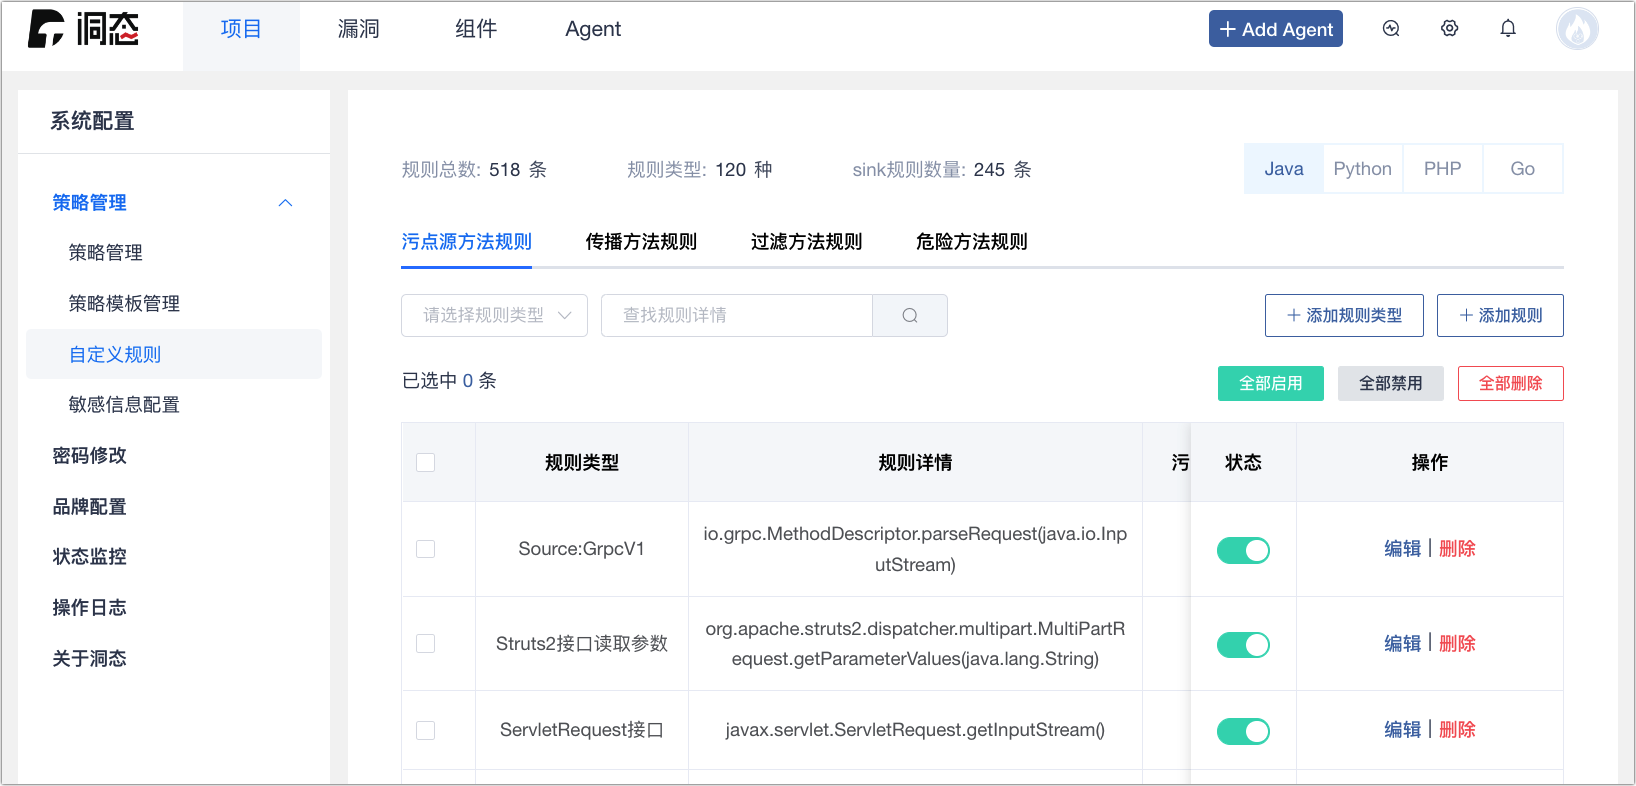 洞态
项目
漏洞
组件
Agent
Add Agent
系统配置
策略管理
策略管理
策略模板管理
自定义规则
敏感信息配置
密码修改
品牌配置
状态监控
操作日志
关于洞态
规则总数: 518 条
规则类型: 120 种
sink规则数量: 245 条
Java
Python
PHP
Go
污点源方法规则
传播方法规则
过滤方法规则
危险方法规则
请选择规则类型
查找规则详情
添加规则类型
添加规则
已选中 0 条
全部启用
全部禁用
全部删除
规则类型
规则详情
污
状态
操作
Source:GrpcV1
io.grpc.MethodDescriptor.parseRequest(java.io.Inp
utStream)
编辑 | 删除
Struts2接口读取参数
org.apache.struts2.dispatcher.multipart.MultiPartR
equest.getParameterValues(java.lang.String)
编辑 | 删除
ServletRequest接口
javax.servlet.ServletRequest.getInputStream()
编辑 | 删除